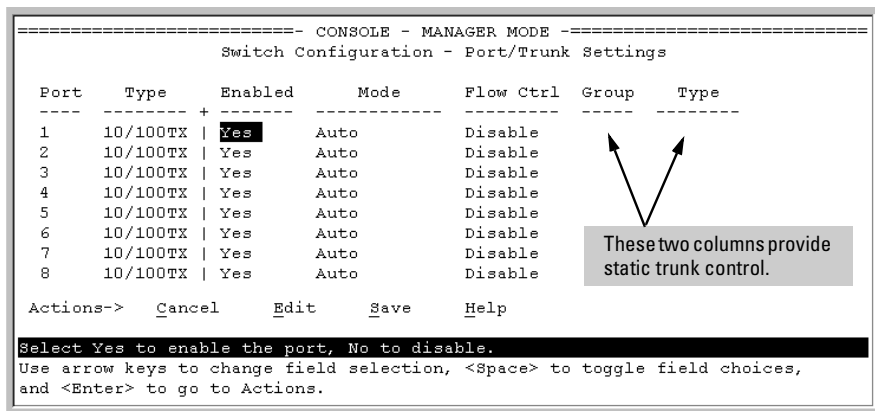 ==========================- CONSOLE - MANAGER MODE -============================
Switch Configuration - Port/Trunk Settings
Port Type Enabled Mode Flow Ctrl Group Type
---- -------- + ------- ------------ --------- ----- --------
1 10/100TX | Yes Auto Disable
2 10/100TX | Yes Auto Disable
3 10/100TX | Yes Auto Disable
4 10/100TX | Yes Auto Disable
5 10/100TX | Yes Auto Disable
6 10/100TX | Yes Auto Disable
7 10/100TX | Yes Auto Disable
8 10/100TX | Yes Auto Disable
These two columns provide
static trunk control.
Actions-> Cancel Edit Save Help
Select Yes to enable the port, No to disable.
Use arrow keys to change field selection, <Space> to toggle field choices,
and <Enter> to go to Actions.